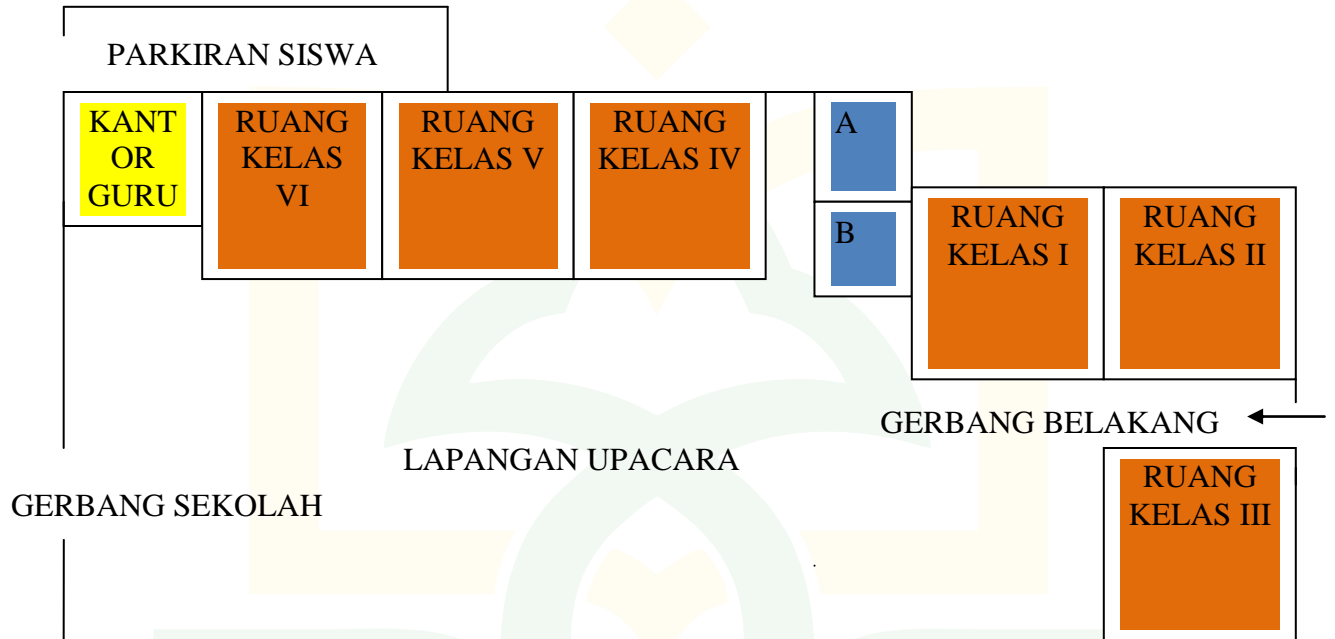 PARKIRAN SISWA
KANT
OR
GURU
RUANG
KELAS
VI
RUANG
KELAS V
RUANG
KELAS IV
A
B
RUANG
KELAS I
RUANG
KELAS II
GERBANG BELAKANG
LAPANGAN UPACARA
GERBANG SEKOLAH
RUANG
KELAS III